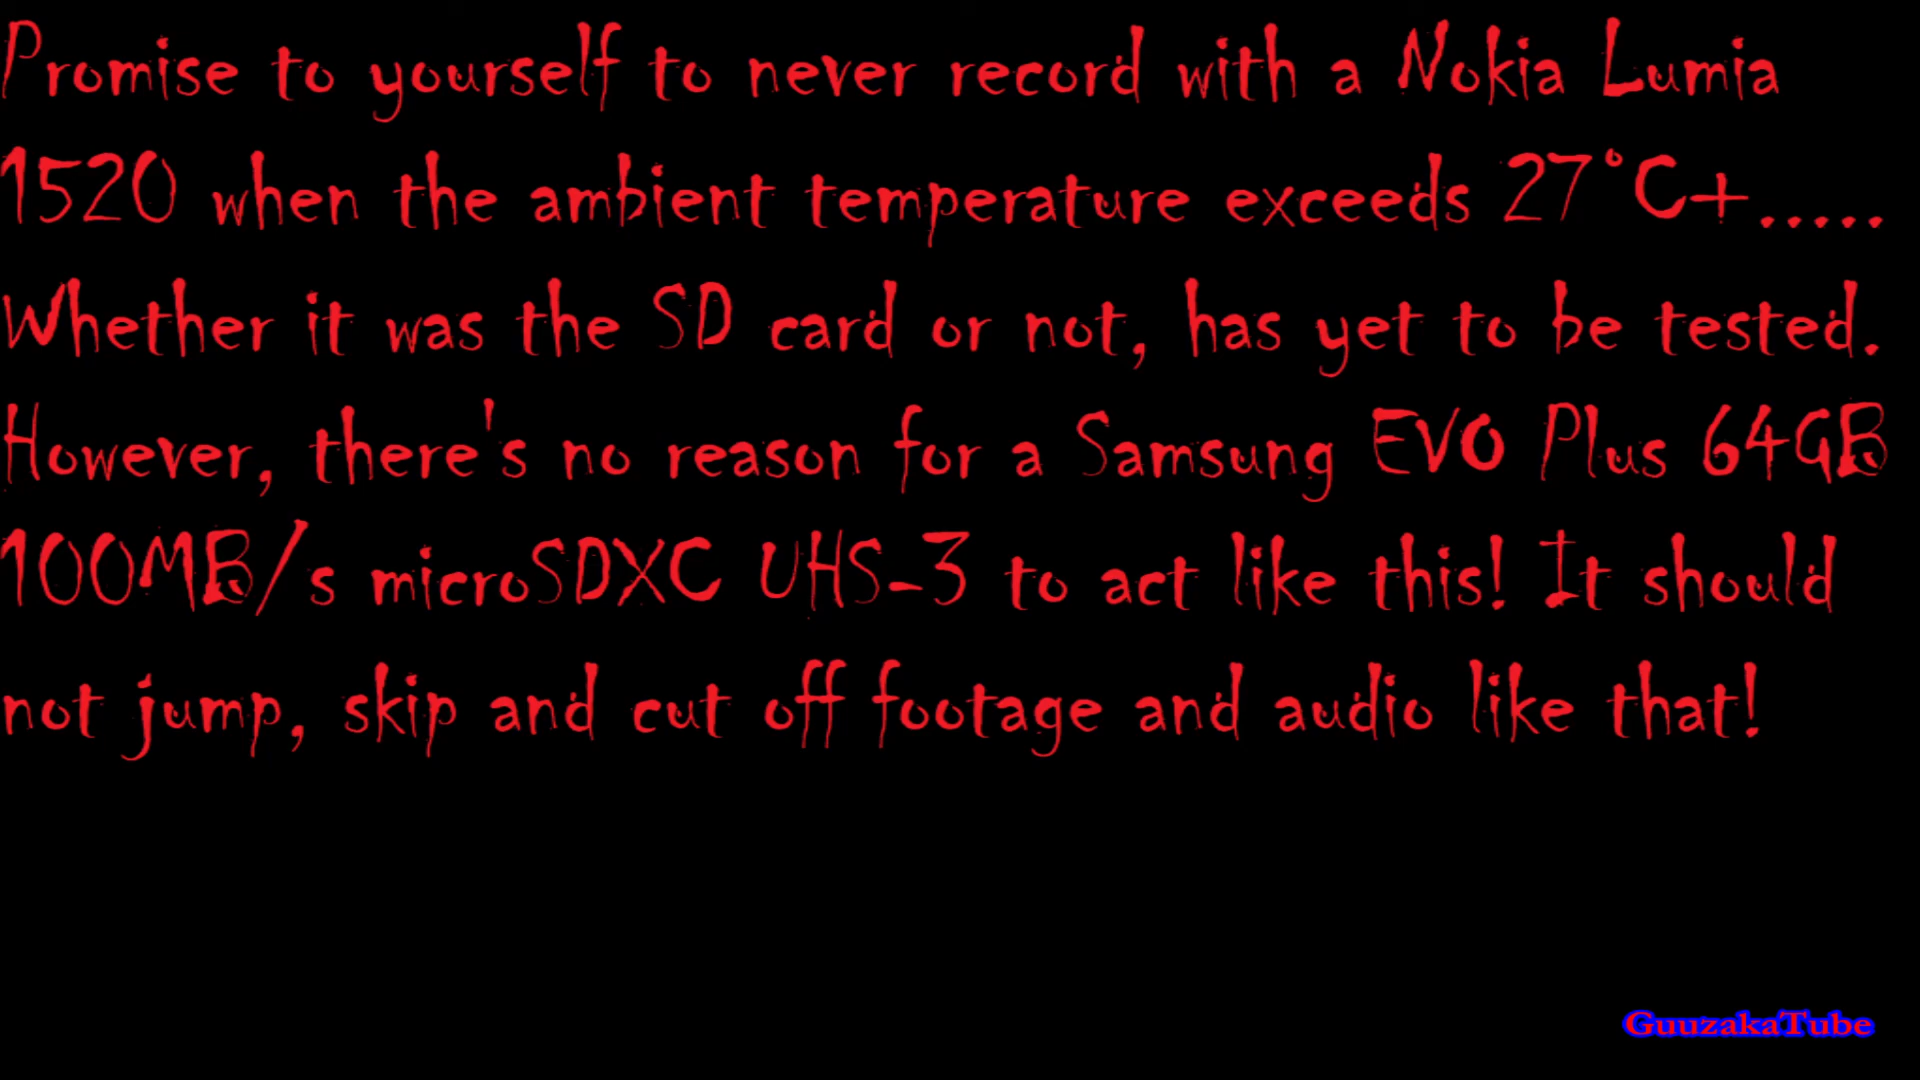 Promise to yourself to never record with a Nokia Lumia
1520 when the ambient temperature exceeds 27°C+.....
Whether it was the SD card or not, has yet to be tested.
However, there's no reason for a Samsung EVO Plus 64GB
100MB/s microSDXC UHS-3 to act like this! It should
not jump, skip and cut off footage and audio like that!
GuuzakaTube